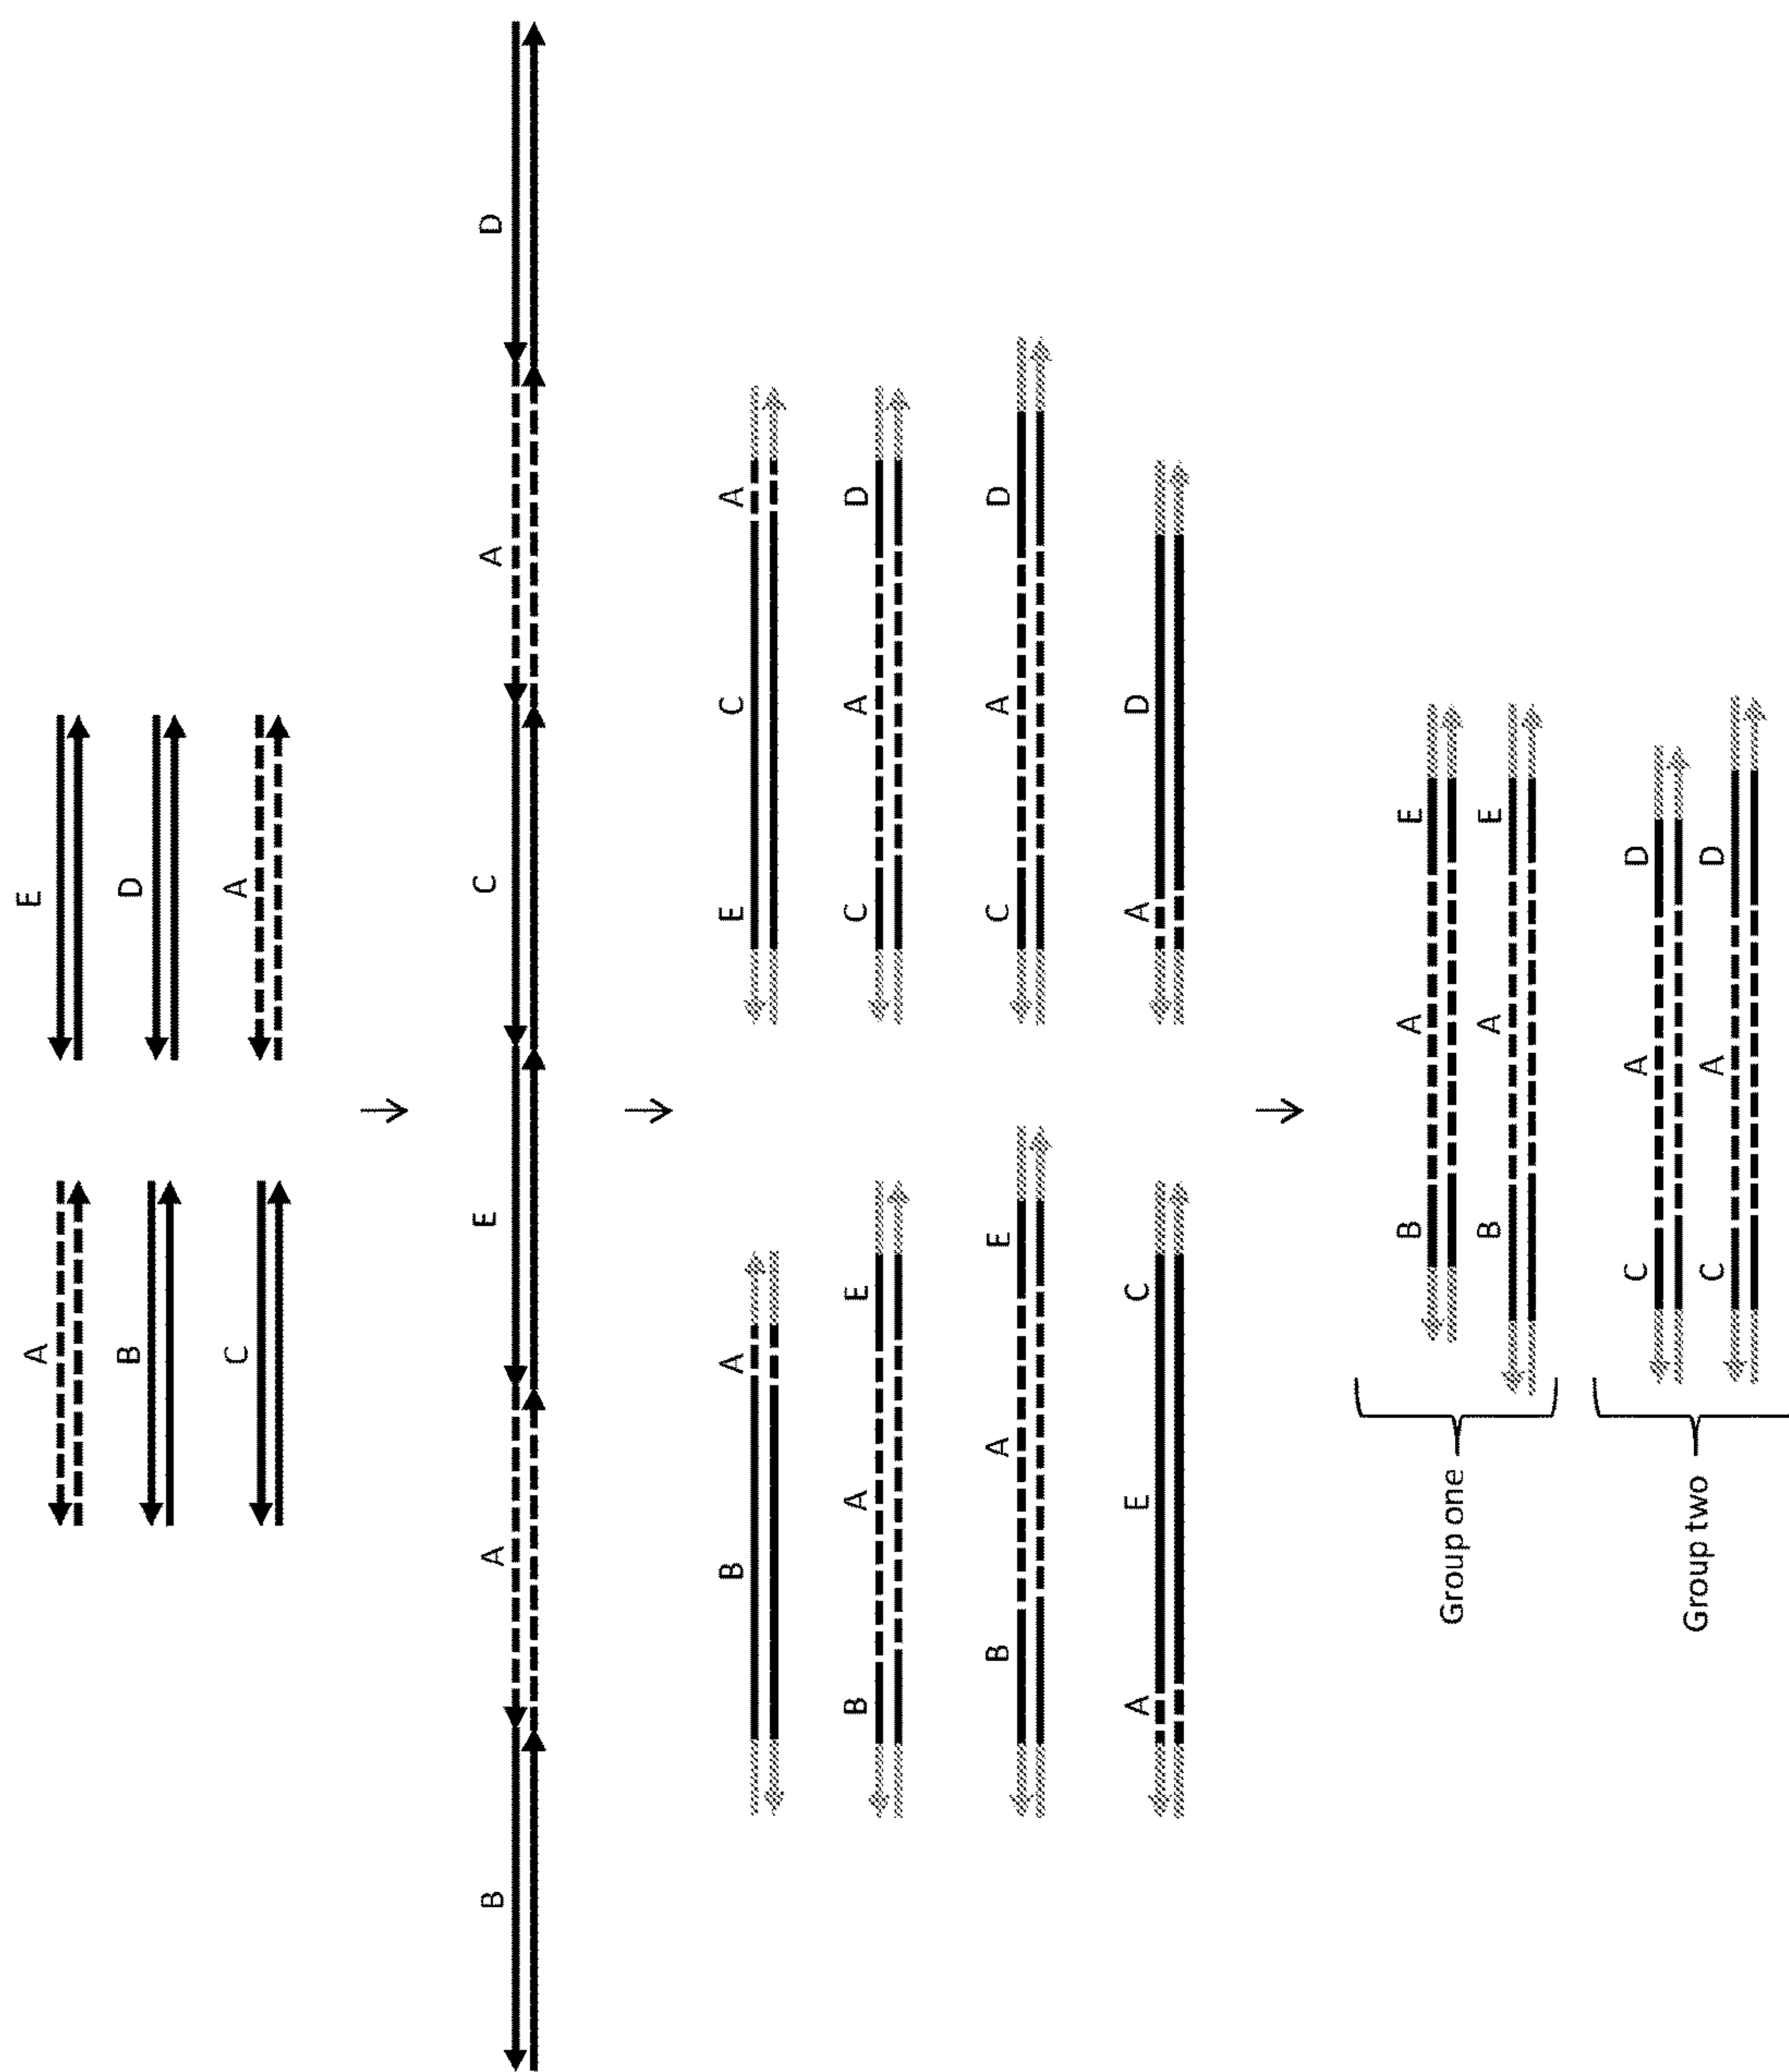 A E
B D
C A
B A E C A D
B A E C A
B A E C A D
B A E C A D
A E C A D
B A E
Group one
B A E
C A D
Group two
C A D